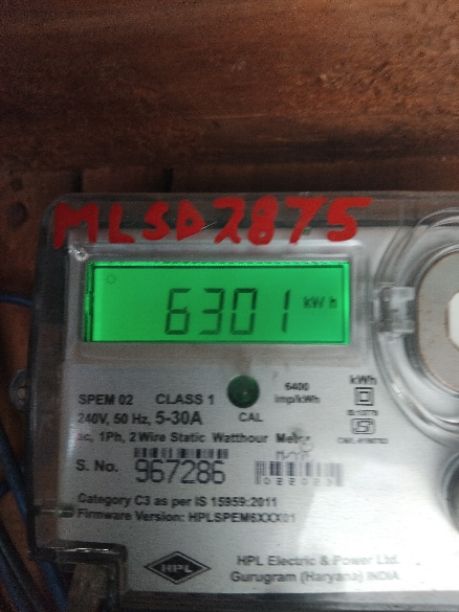 MLSD2875
6301 kWh
SPEM 02 CLASS 1 6400 imp/kWh kWh
240V, 50 Hz, 5-30A CAL
ac, 1Ph, 2 Wire Static Watthour Meter
S. No. 967286
Category C3 as per IS 15959:2011
Firmware Version: HPLSPEM6XXX01
HPL HPL Electric & Power Ltd.
Gurugram (Haryana) INDIA